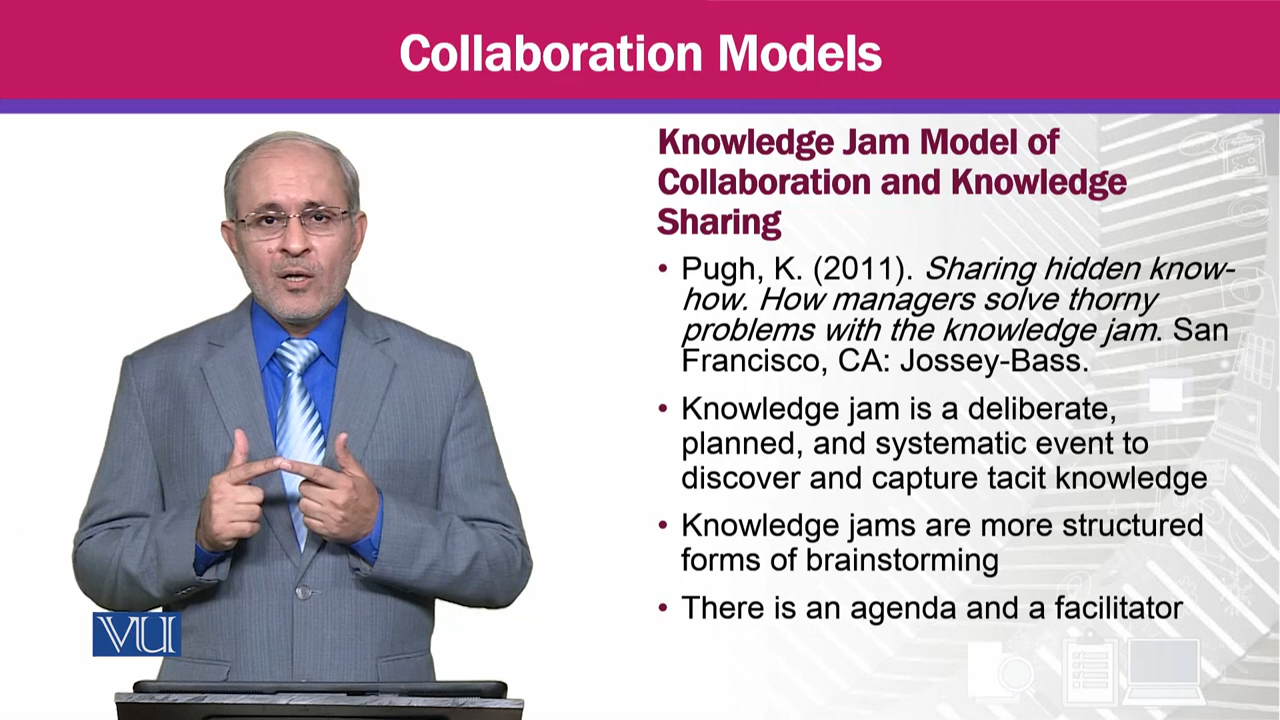 Collaboration Models
Knowledge Jam Model of
Collaboration and Knowledge
Sharing
• Pugh, K. (2011). Sharing hidden know-
how. How managers solve thorny
problems with the knowledge jam. San
Francisco, CA: Jossey-Bass.
• Knowledge jam is a deliberate,
planned, and systematic event to
discover and capture tacit knowledge
• Knowledge jams are more structured
forms of brainstorming
• There is an agenda and a facilitator
VU